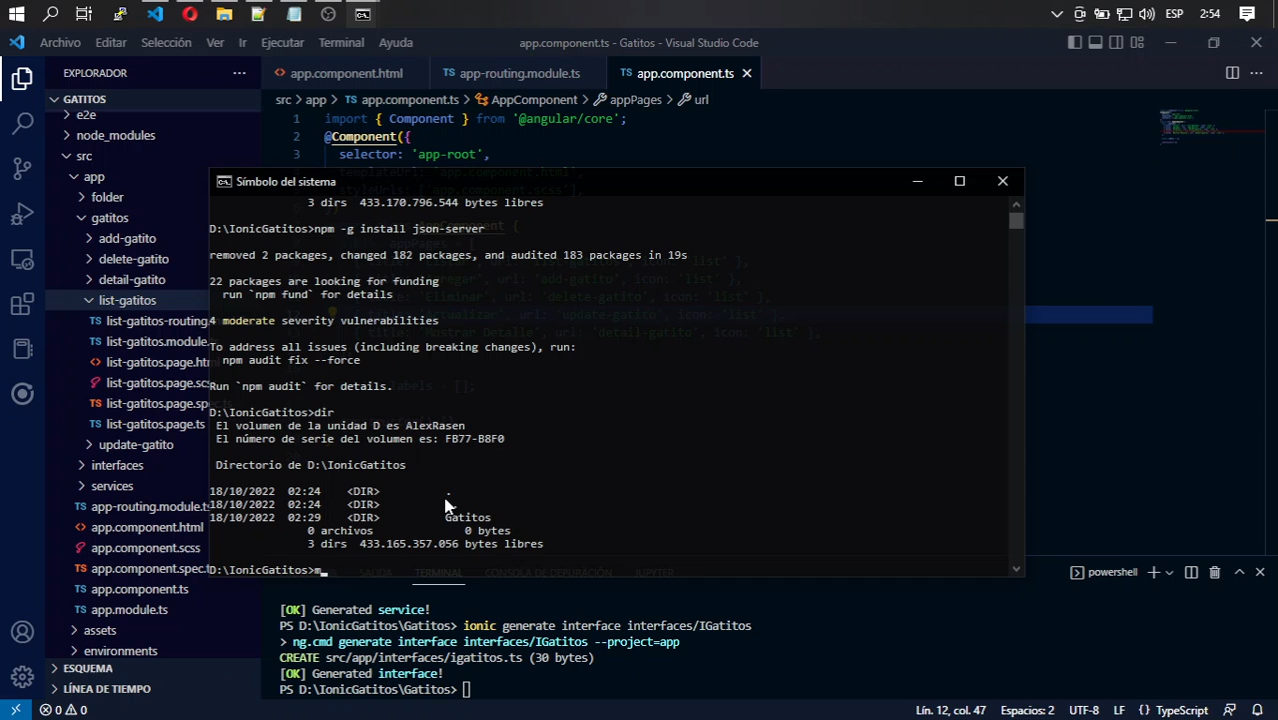 ESP
2:54
Archivo Editar Selección Ver Ir Ejecutar Terminal Ayuda
app.component.ts - Gatitos - Visual Studio Code
EXPLORADOR
GATITOS
e2e
node_modules
src
app
folder
gatitos
add-gatito
delete-gatito
detail-gatito
list-gatitos
TS list-gatitos-routing.
TS list-gatitos.module.
<> list-gatitos.page.ht
list-gatitos.page.scs
TS list-gatitos.page.spec
TS list-gatitos.page.ts
update-gatito
interfaces
services
TS app-routing.module.ts
<> app.component.html
app.component.scss
TS app.component.spec.t
TS app.component.ts
TS app.module.ts
assets
environments
ESQUEMA
LÍNEA DE TIEMPO
<> app.component.html
TS app-routing.module.ts
TS app.component.ts
src > app > TS app.component.ts > AppComponent > appPages > url
1 import { Component } from '@angular/core';
2 @Component({
3 selector: 'app-root',
templateUrl: 'app.component.html',
styleUrls: ['app.component.scss'],
Símbolo del sistema
3 dirs 433.170.796.544 bytes libres
D:\IonicGatitos>npm -g install json-server
removed 2 packages, changed 182 packages, and audited 183 packages in 19s
22 packages are looking for funding
run `npm fund` for details
4 moderate severity vulnerabilities
To address all issues (including breaking changes), run:
npm audit fix --force
Run `npm audit` for details.
D:\IonicGatitos>dir
El volumen de la unidad D es AlexRasen
El número de serie del volumen es: FB77-B8F0
Directorio de D:\IonicGatitos
18/10/2022 02:24 <DIR> .
18/10/2022 02:24 <DIR> ..
18/10/2022 02:29 <DIR> Gatitos
0 archivos 0 bytes
3 dirs 433.165.357.056 bytes libres
D:\IonicGatitos>m
SALIDA TERMINAL CONSOLA DE DEPURACIÓN JUPYTER
powershell
[OK] Generated service!
PS D:\IonicGatitos\Gatitos> ionic generate interface interfaces/IGatitos
> ng.cmd generate interface interfaces/IGatitos --project=app
CREATE src/app/interfaces/igatitos.ts (30 bytes)
[OK] Generated interface!
PS D:\IonicGatitos\Gatitos>
0 0
Lín. 12, col. 47 Espacios: 2 UTF-8 LF { } TypeScript